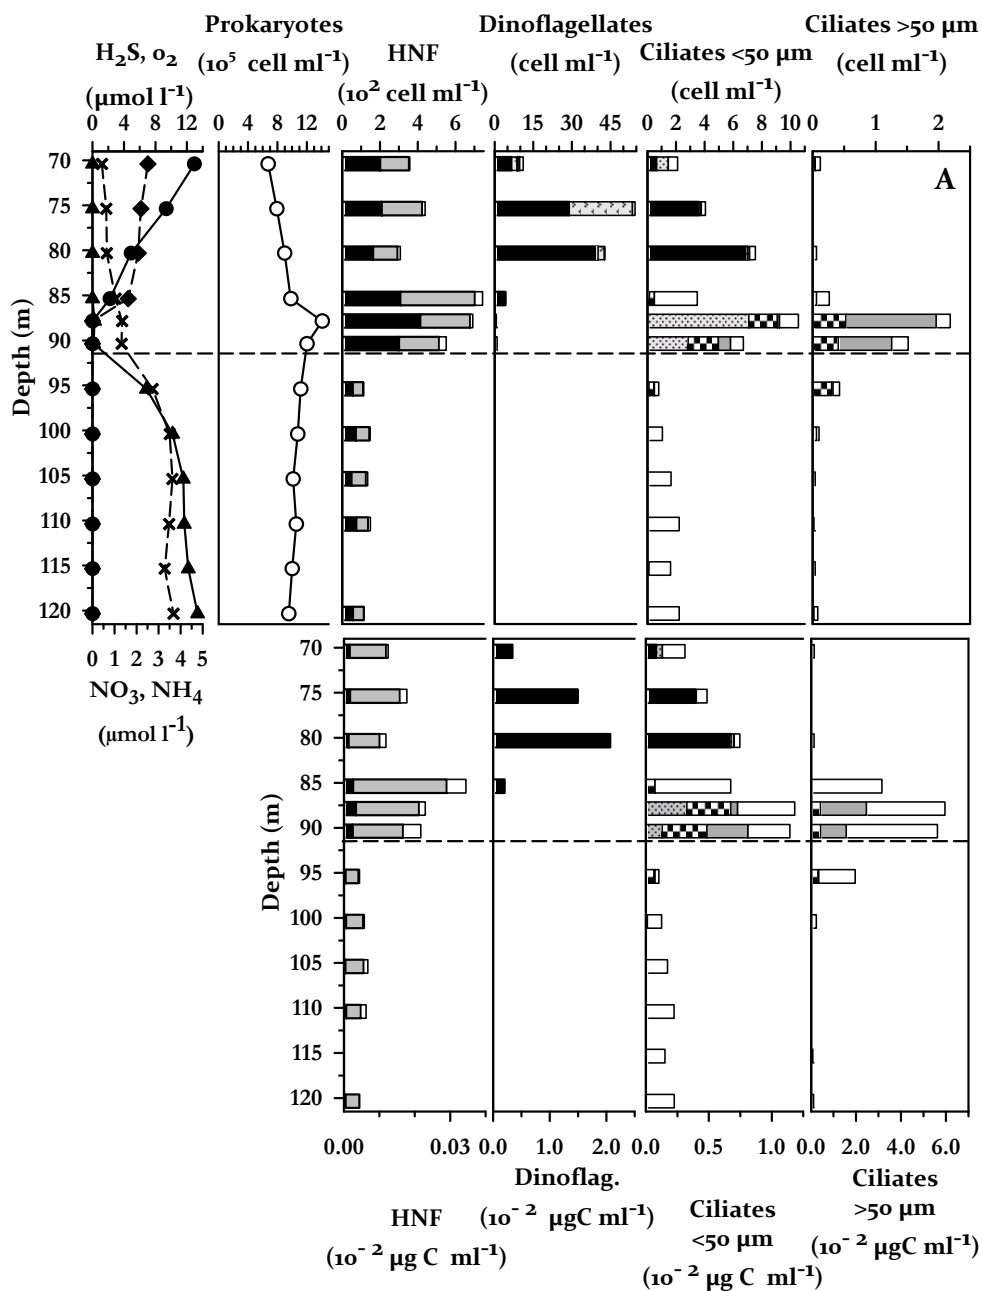 H₂S, o₂
(µmol l⁻¹)
0 4 8 12
Prokaryotes
(10⁵ cell ml⁻¹)
0 4 8 12
HNF
(10² cell ml⁻¹)
0 2 4 6
Dinoflagellates
(cell ml⁻¹)
0 15 30 45
Ciliates <50 µm
(cell ml⁻¹)
0 2 4 6 8 10
Ciliates >50 µm
(cell ml⁻¹)
0 1 2
A
Depth (m)
70
75
80
85
90
95
100
105
110
115
120
0 1 2 3 4 5
NO₃, NH₄
(µmol l⁻¹)
Depth (m)
70
75
80
85
90
95
100
105
110
115
120
0.00 0.03
HNF
(10⁻ ² µg C ml⁻¹)
0.0 1.0 2.0
Dinoflag.
(10⁻ ² µgC ml⁻¹)
0.0 0.5 1.0
Ciliates
<50 µm
(10⁻ ² µg C ml⁻¹)
0.0 2.0 4.0 6.0
Ciliates
>50 µm
(10⁻ ² µgC ml⁻¹)